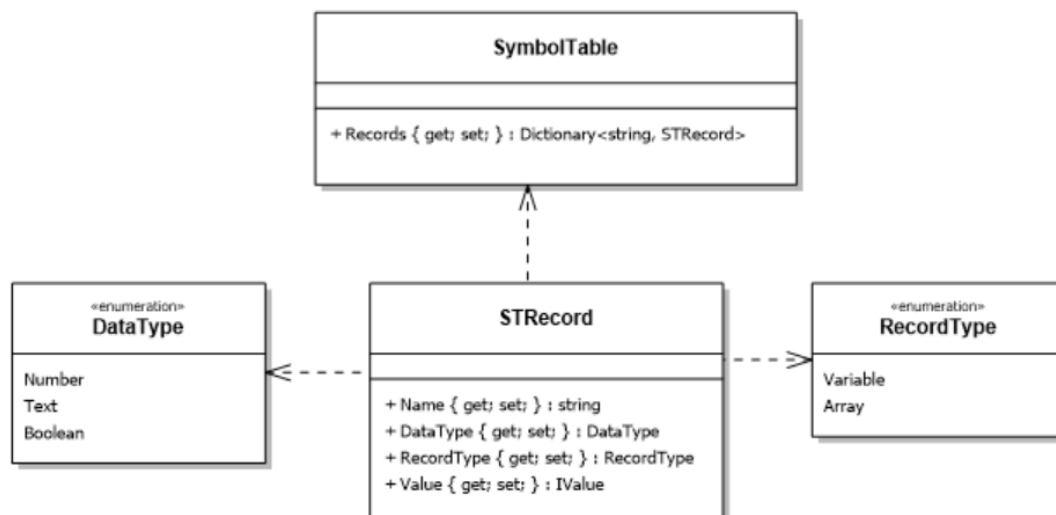 SymbolTable
+ Records { get; set; } : Dictionary<string, STRecord>
«enumeration»
DataType
Number
Text
Boolean
STRecord
+ Name { get; set; } : string
+ DataType { get; set; } : DataType
+ RecordType { get; set; } : RecordType
+ Value { get; set; } : IValue
«enumeration»
RecordType
Variable
Array